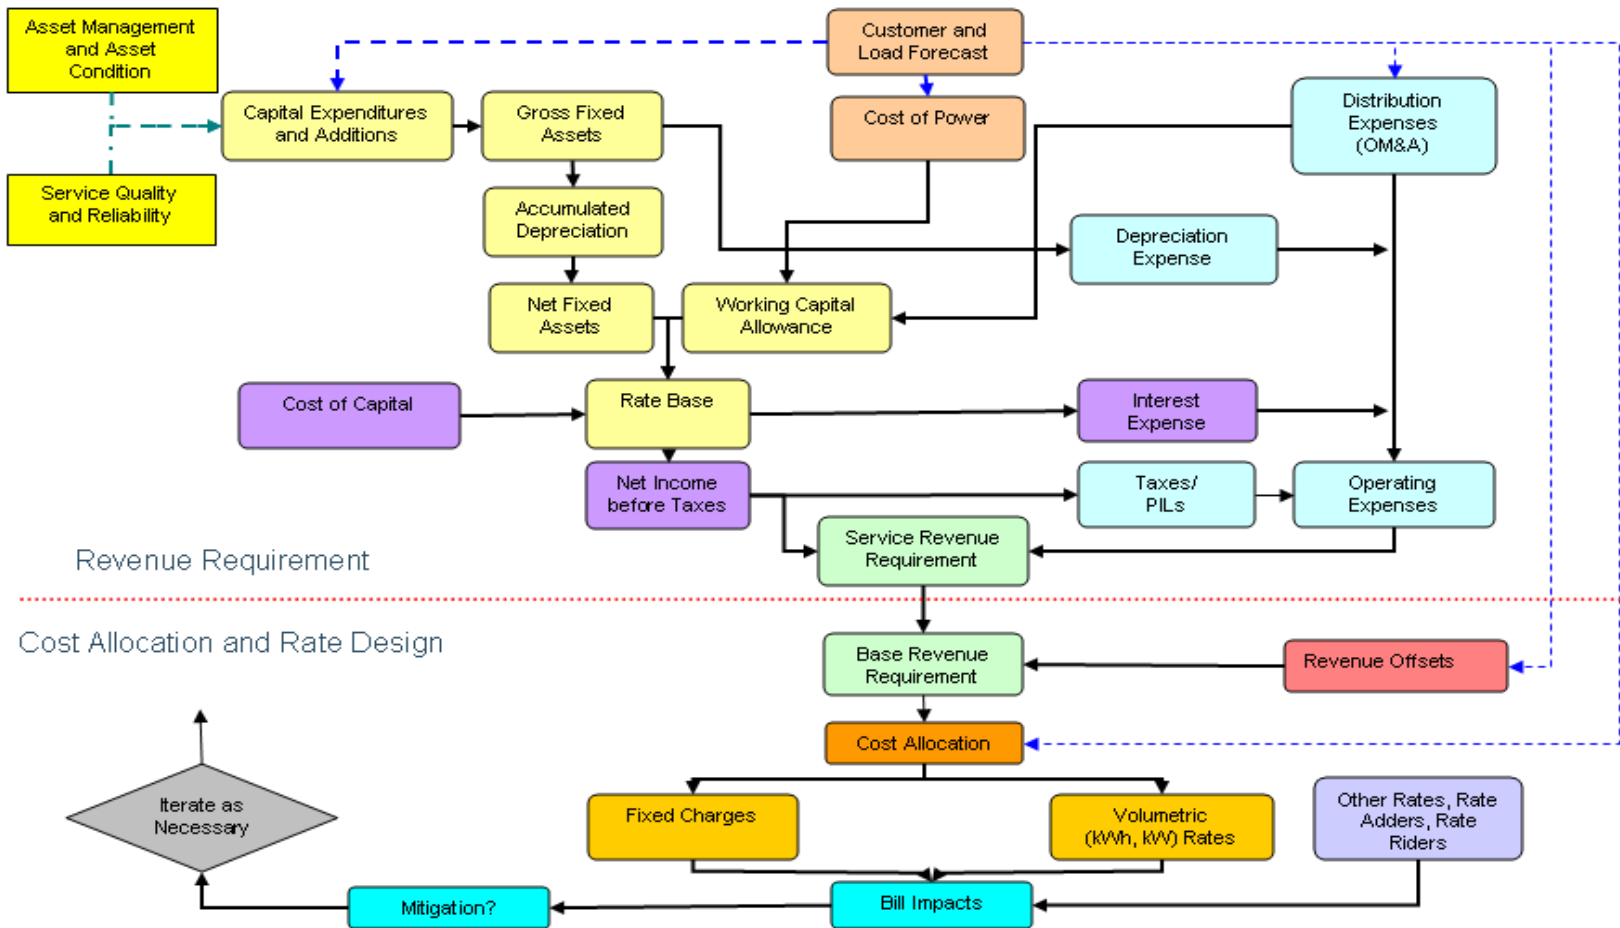 Asset Management
and Asset
Condition
Customer and
Load Forecast
Capital Expenditures
and Additions
Gross Fixed
Assets
Cost of Power
Distribution
Expenses
(OM&A)
Service Quality
and Reliability
Accumulated
Depreciation
Depreciation
Expense
Net Fixed
Assets
Working Capital
Allowance
Cost of Capital
Rate Base
Interest
Expense
Net Income
before Taxes
Taxes/
PILs
Operating
Expenses
Service Revenue
Requirement
Revenue Requirement
Cost Allocation and Rate Design
Base Revenue
Requirement
Revenue Offsets
Cost Allocation
Iterate as
Necessary
Fixed Charges
Volumetric
(kWh, kW) Rates
Other Rates, Rate
Adders, Rate
Riders
Mitigation?
Bill Impacts